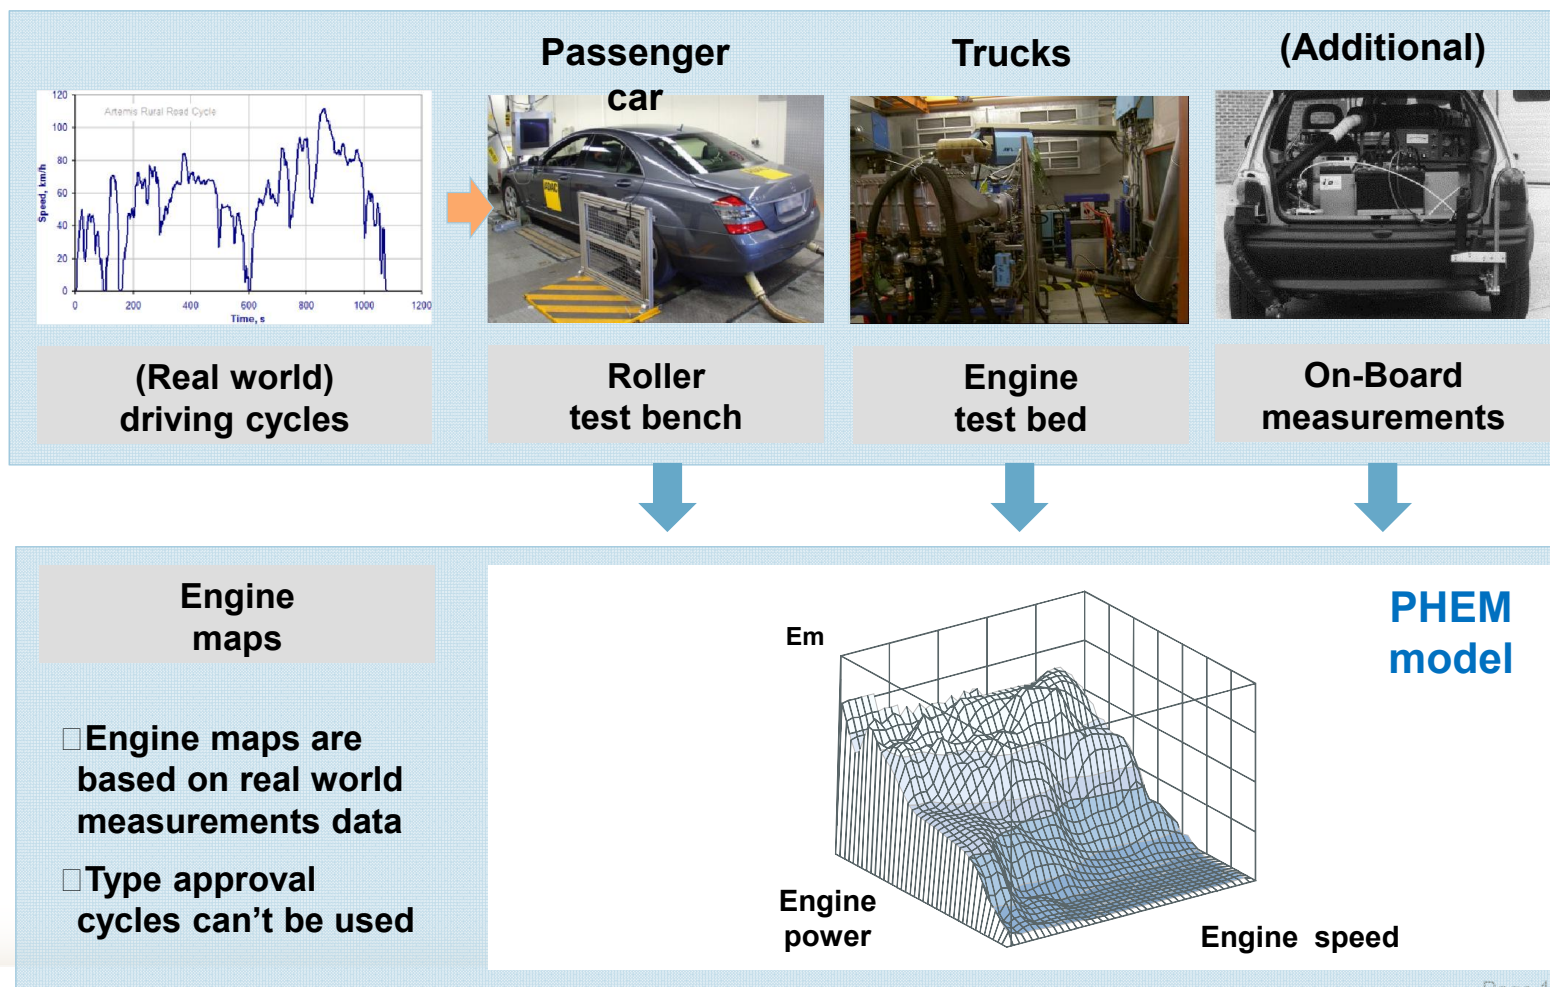 Passenger
car
Trucks
(Additional)
Artemis Rural Road Cycle
Speed, km/h
120
100
80
60
40
20
0
0
200
400
600
800
1000
1200
Time, s
ADAC
(Real world)
driving cycles
Roller
test bench
Engine
test bed
On-Board
measurements
Engine
maps
□Engine maps are
based on real world
measurements data
□Type approval
cycles can't be used
PHEM
model
Em
Engine
power
Engine speed